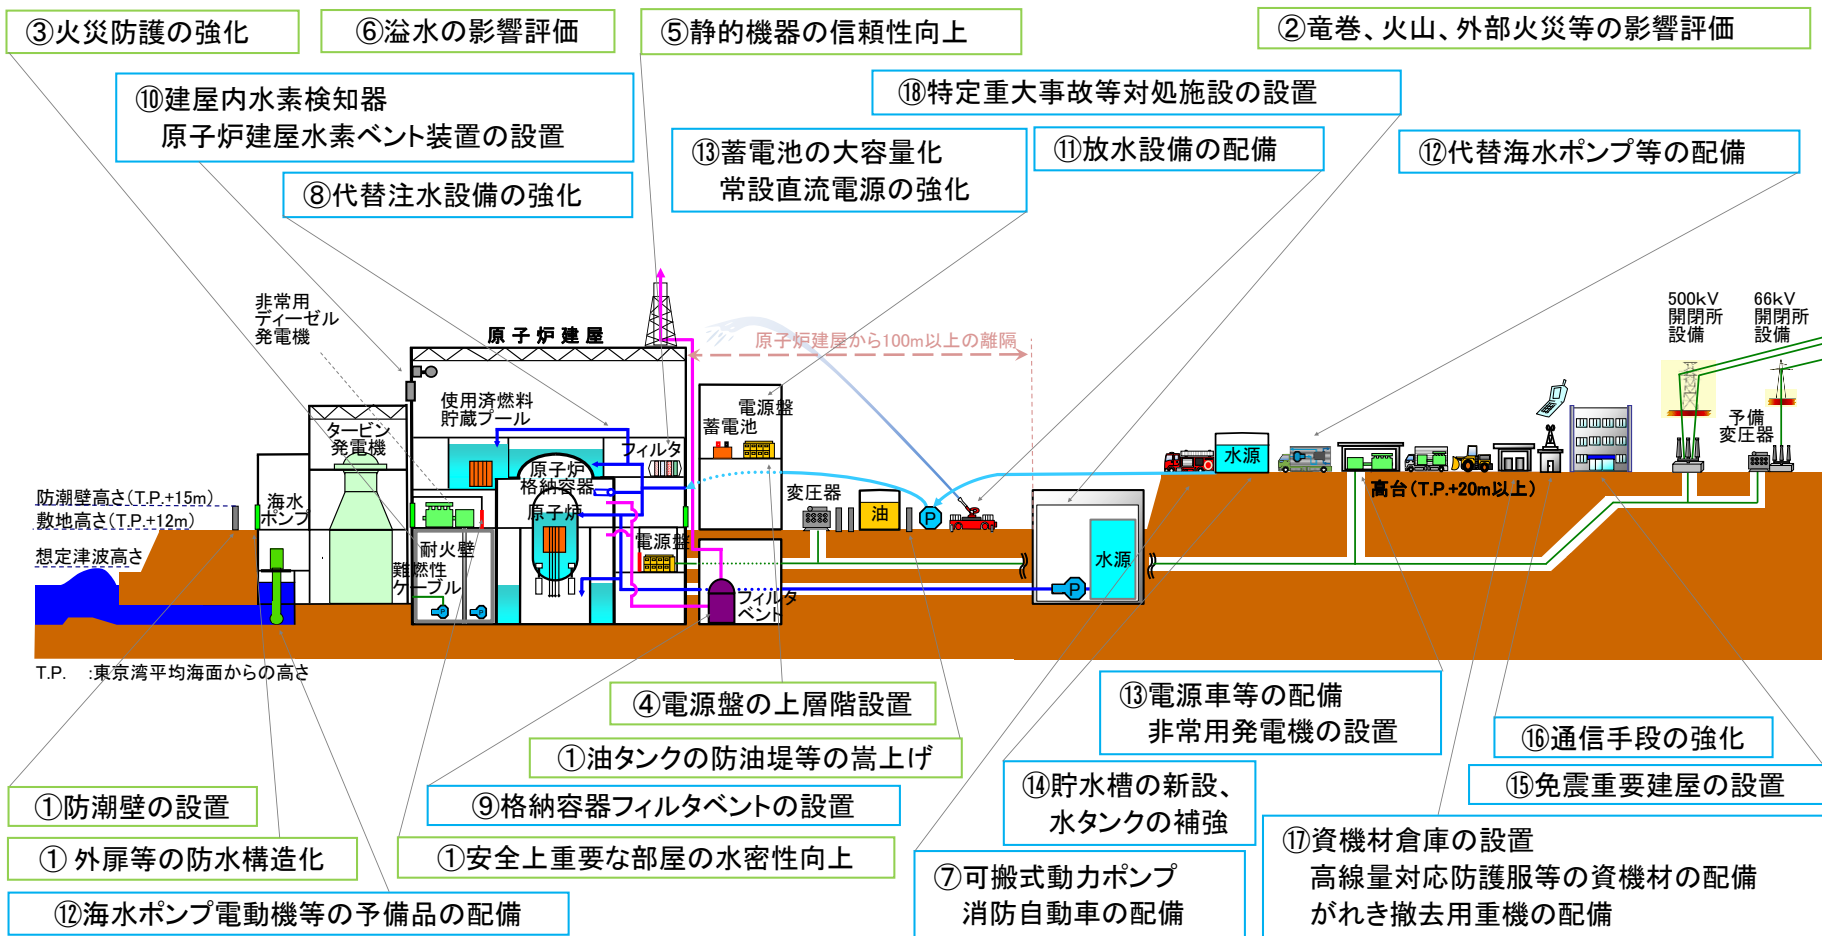 ③火災防護の強化
⑥溢水の影響評価
⑤静的機器の信頼性向上
②竜巻、火山、外部火災等の影響評価
⑩建屋内水素検知器
原子炉建屋水素ベント装置の設置
⑱特定重大事故等対処施設の設置
⑬蓄電池の大容量化
常設直流電源の強化
⑪放水設備の配備
⑫代替海水ポンプ等の配備
⑧代替注水設備の強化
非常用
ディーゼル
発電機
原子炉建屋
原子炉建屋から100m以上の離隔
500kV
開閉所
設備
66kV
開閉所
設備
使用済燃料
貯蔵プール
タービン
発電機
電源盤
蓄電池
フィルタ
予備
変圧器
水源
原子炉
格納容器
原子炉
防潮壁高さ(T.P.+15m)
敷地高さ(T.P.+12m)
想定津波高さ
海水
ポンプ
変圧器
油
P
高台(T.P.+20m以上)
耐火壁
難燃性
ケーブル
電源盤
水源
P
P
P
フィルタ
ベント
T.P. :東京湾平均海面からの高さ
④電源盤の上層階設置
⑬電源車等の配備
非常用発電機の設置
①油タンクの防油堤等の嵩上げ
⑯通信手段の強化
①防潮壁の設置
⑨格納容器フィルタベントの設置
⑭貯水槽の新設、
水タンクの補強
⑮免震重要建屋の設置
① 外扉等の防水構造化
①安全上重要な部屋の水密性向上
⑦可搬式動力ポンプ
消防自動車の配備
⑰資機材倉庫の設置
高線量対応防護服等の資機材の配備
がれき撤去用重機の配備
⑫海水ポンプ電動機等の予備品の配備